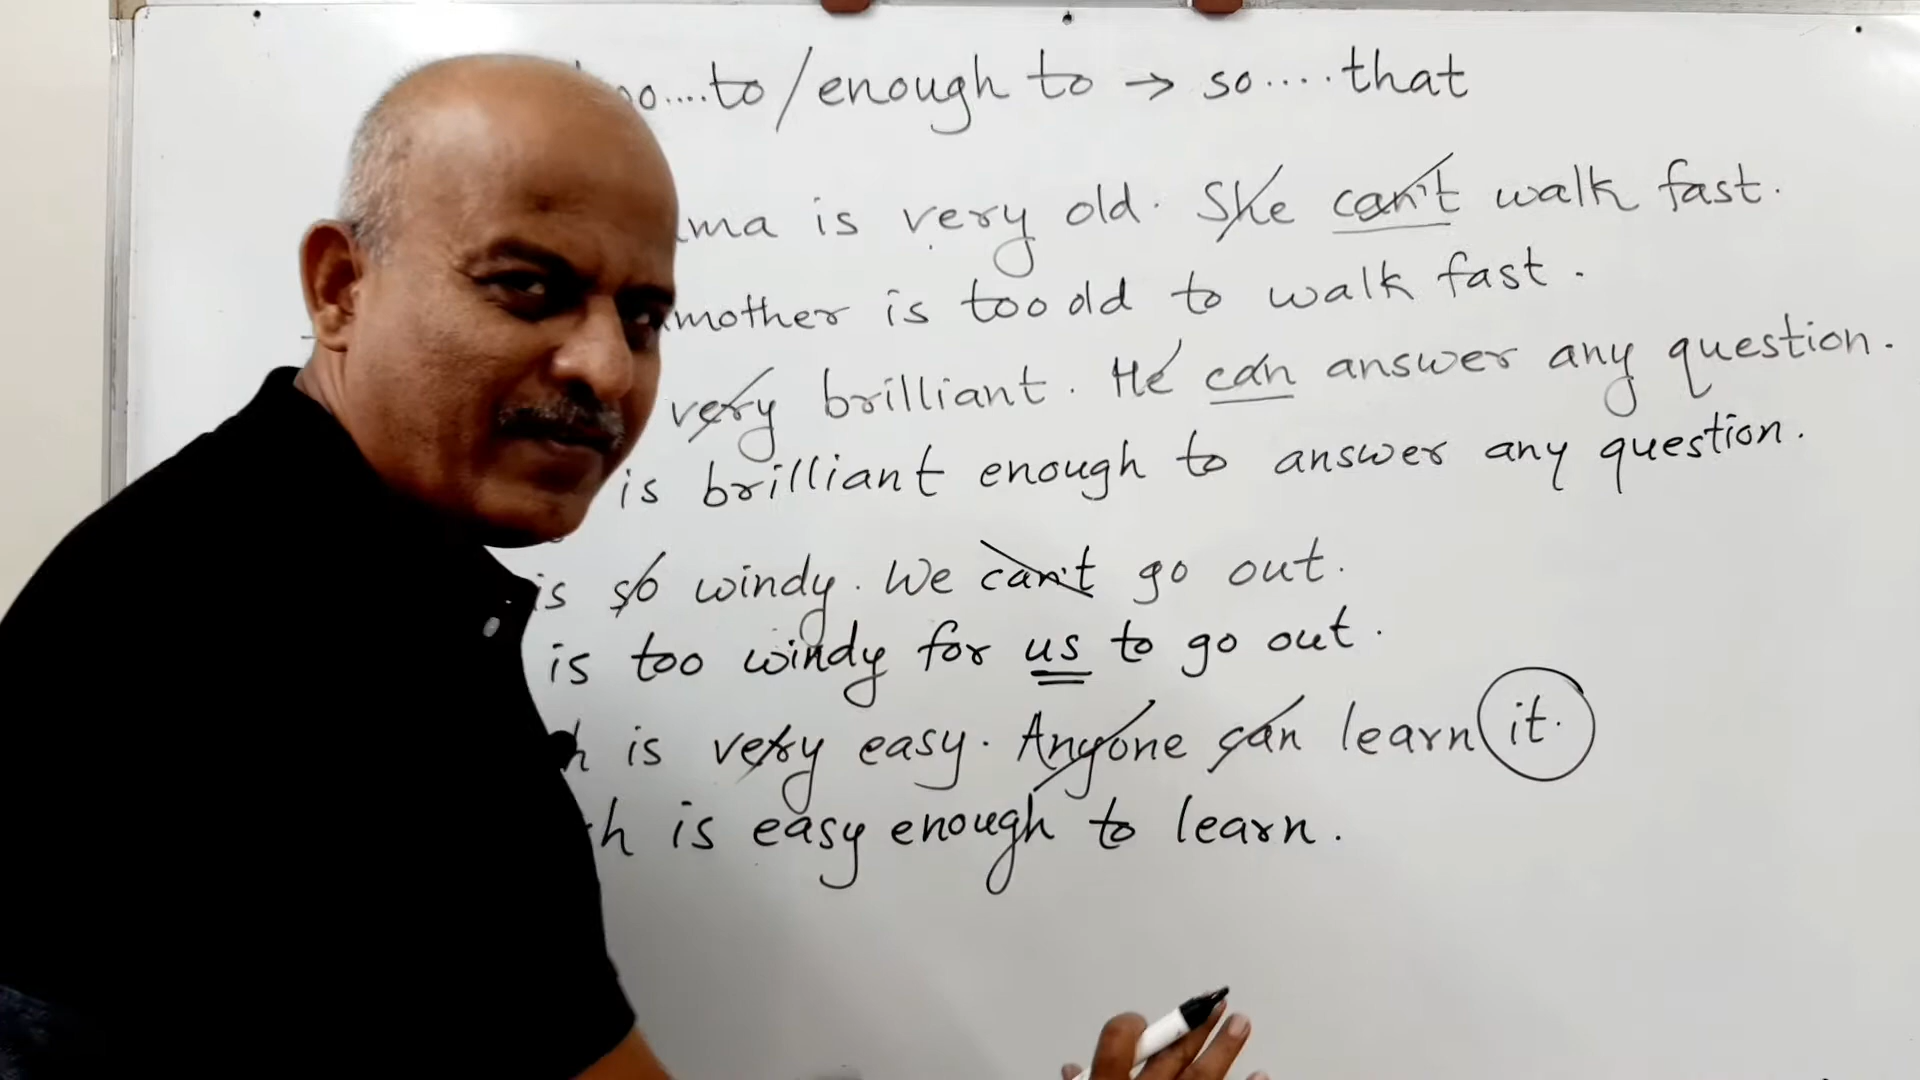 to/enough to → so....that
is very old. She can't walk fast.
mother is too old to walk fast.
very brilliant. He can answer any question.
is brilliant enough to answer any question.
is so windy. We can't go out.
is too windy for us to go out.
is very easy. Anyone can learn it.
is easy enough to learn.